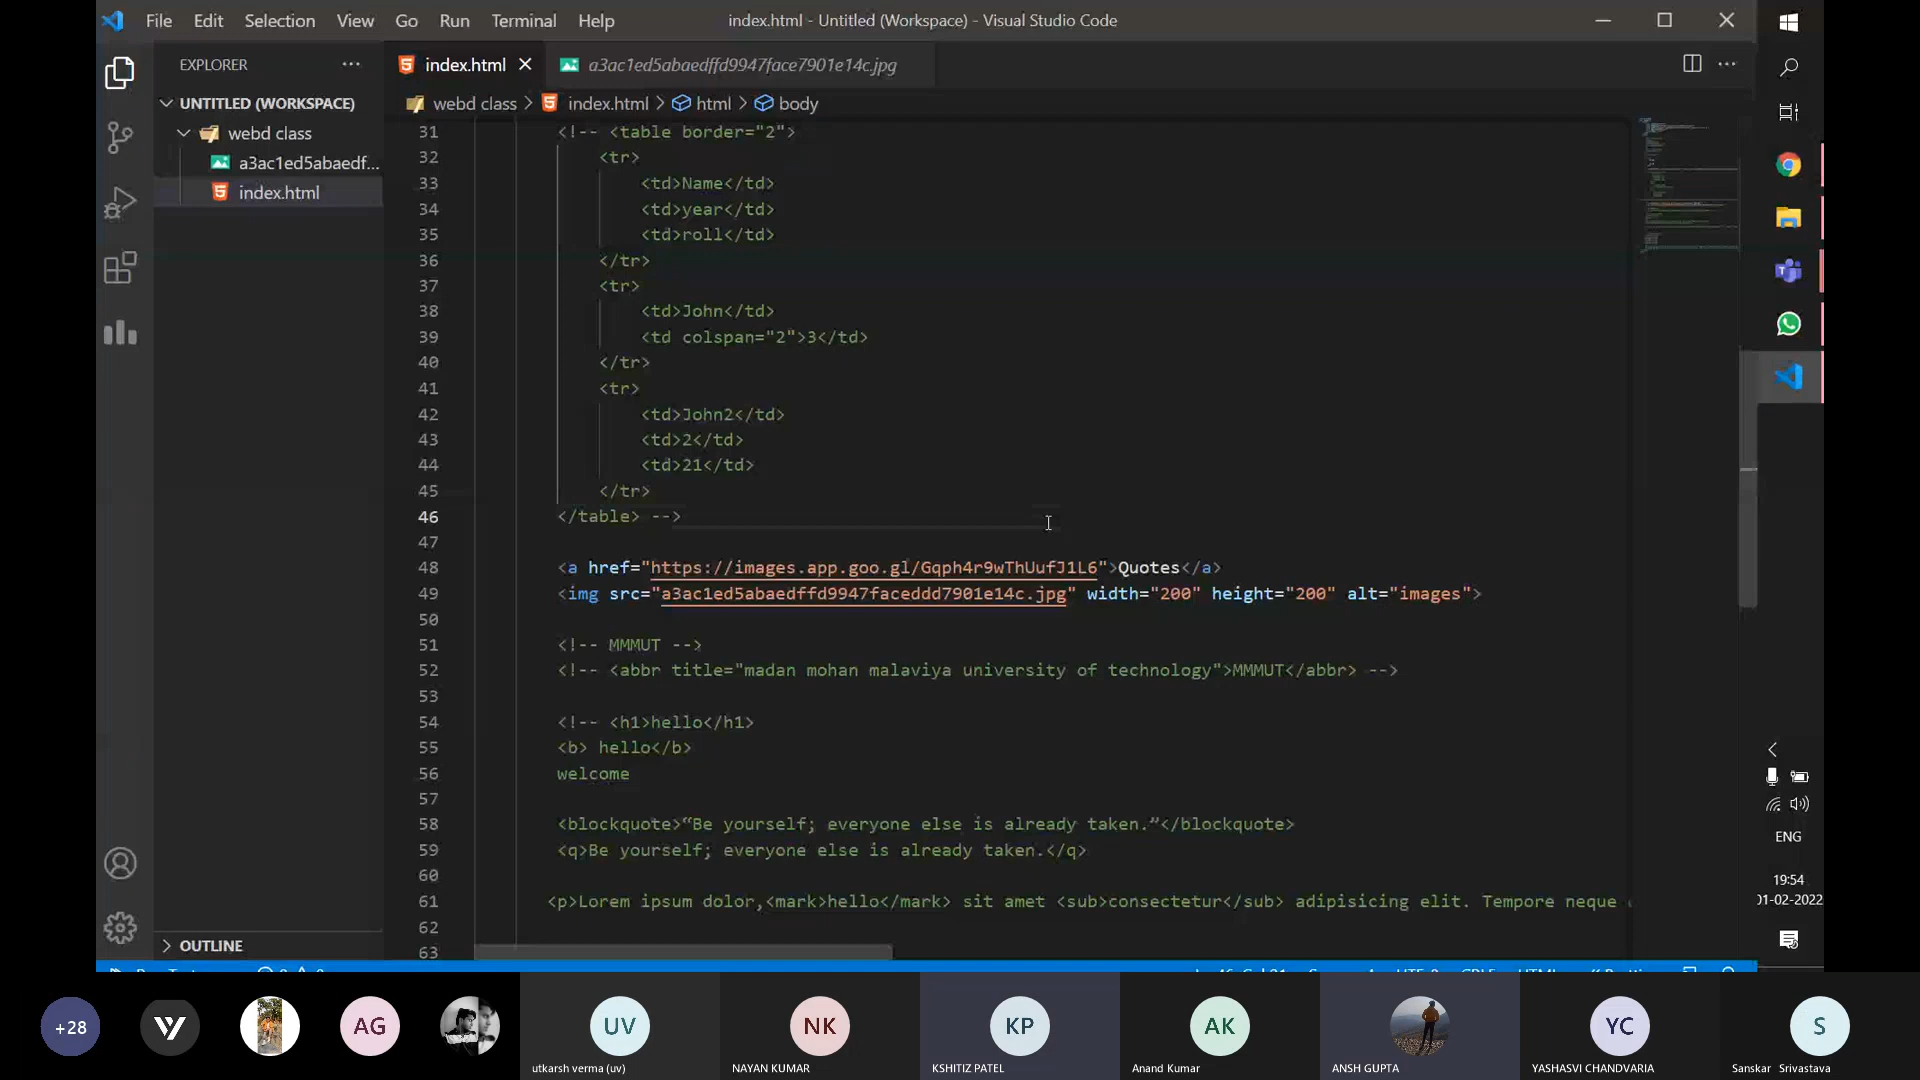 File Edit Selection View Go Run Terminal Help
index.html - Untitled (Workspace) - Visual Studio Code
EXPLORER
index.html
a3ac1ed5abaedffd9947face7901e14c.jpg
UNTITLED (WORKSPACE)
webd class
a3ac1ed5abaedf...
index.html
webd class > index.html > html > body
31 <!-- <table border="2">
32 <tr>
33 <td>Name</td>
34 <td>year</td>
35 <td>roll</td>
36 </tr>
37 <tr>
38 <td>John</td>
39 <td colspan="2">3</td>
40 </tr>
41 <tr>
42 <td>John2</td>
43 <td>2</td>
44 <td>21</td>
45 </tr>
46 </table> -->
47
48 <a href="https://images.app.goo.gl/Gqph4r9wThUufJ1L6">Quotes</a>
49 <img src="a3ac1ed5abaedffd9947faceddd7901e14c.jpg" width="200" height="200" alt="images">
50
51 <!-- MMMUT -->
52 <!-- <abbr title="madan mohan malaviya university of technology">MMMUT</abbr> -->
53
54 <!-- <h1>hello</h1>
55 <b> hello</b>
56 welcome
57
58 <blockquote>“Be yourself; everyone else is already taken.”</blockquote>
59 <q>Be yourself; everyone else is already taken.</q>
60
61 <p>Lorem ipsum dolor,<mark>hello</mark> sit amet <sub>consectetur</sub> adipisicing elit. Tempore neque
62
63
OUTLINE
ENG
19:54
01-02-2022
+28
AG
UV
NK
KP
AK
YC
S
utkarsh verma (uv)
NAYAN KUMAR
KSHITIZ PATEL
Anand Kumar
ANSH GUPTA
YASHASVI CHANDVARIA
Sanskar Srivastava